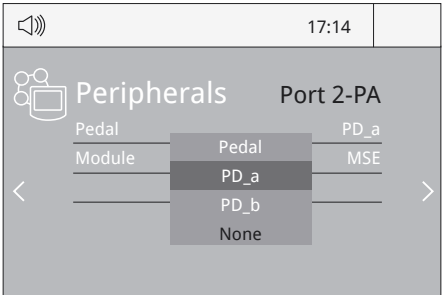 17:14
Peripherals Port 2-PA
Pedal PD_a
Module MSE
Pedal
PD_a
PD_b
None